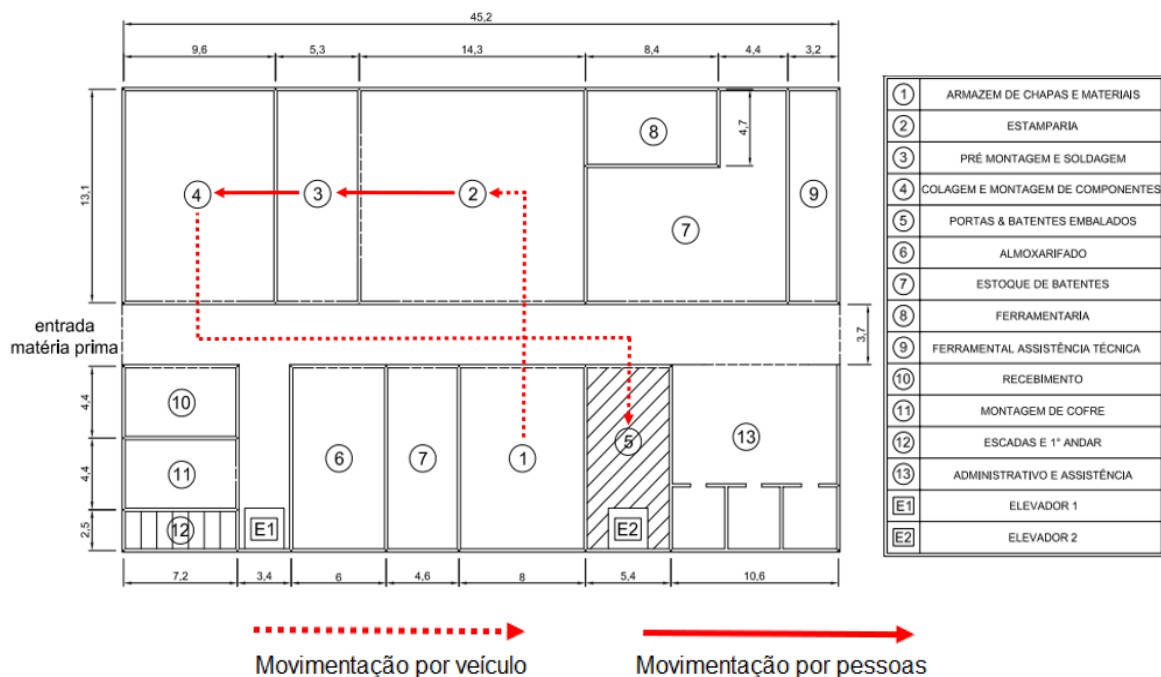 45,2
9,6
5,3
14,3
8,4
4,4
3,2
13,1
4,7
8
4
3
2
7
9
entrada
matéria prima
3,7
4,4
4,4
2,5
10
11
12
E1
6
7
1
5
E2
13
7,2
3,4
6
4,6
8
5,4
10,6
1 ARMAZEM DE CHAPAS E MATERIAIS
2 ESTAMPARIA
3 PRÉ MONTAGEM E SOLDAGEM
4 COLAGEM E MONTAGEM DE COMPONENTES
5 PORTAS & BATENTES EMBALADOS
6 ALMOXARIFADO
7 ESTOQUE DE BATENTES
8 FERRAMENTARIA
9 FERRAMENTAL ASSISTÊNCIA TÉCNICA
10 RECEBIMENTO
11 MONTAGEM DE COFRE
12 ESCADAS E 1° ANDAR
13 ADMINISTRATIVO E ASSISTÊNCIA
E1 ELEVADOR 1
E2 ELEVADOR 2
Movimentação por veículo
Movimentação por pessoas